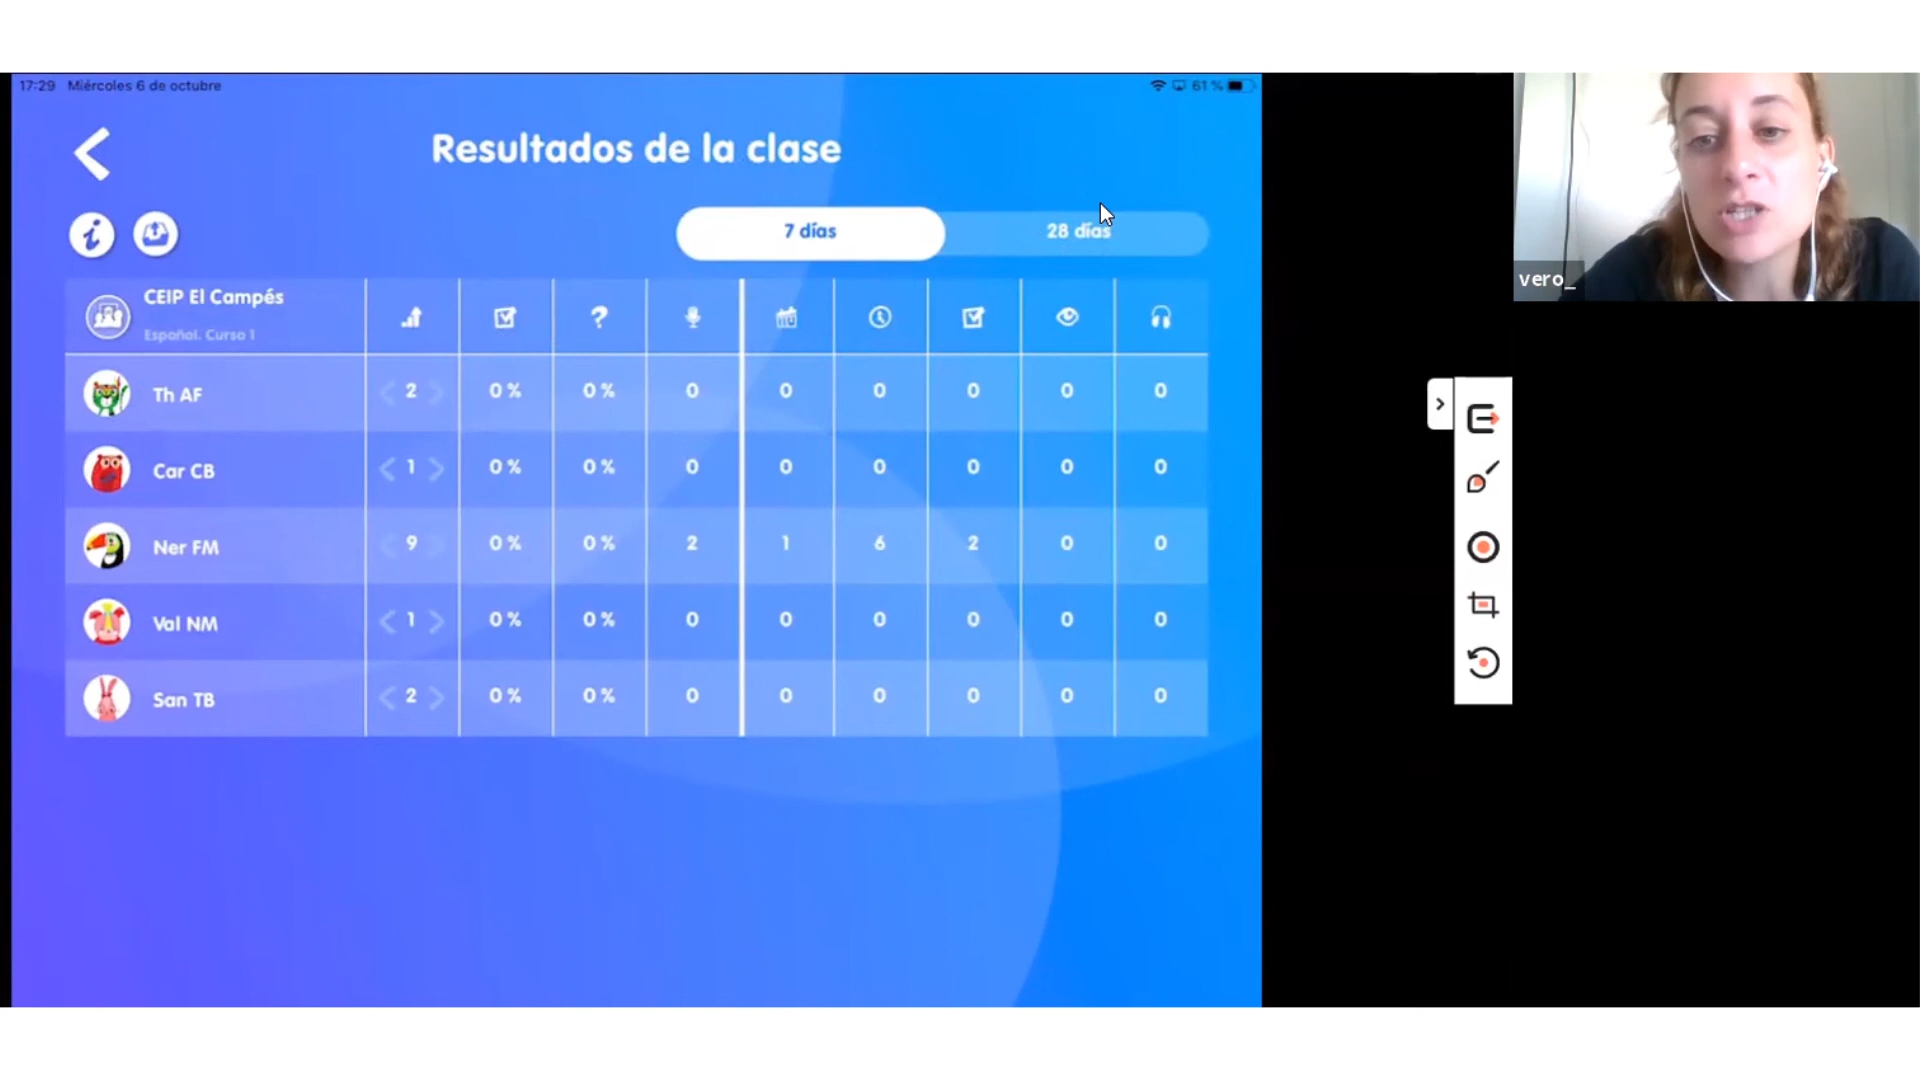 17:29 Miércoles 6 de octubre 61 %
Resultados de la clase
7 días 28 días
CEIP El Campés
Español. Curso 1
?
Th AF 2 0 % 0 % 0 0 0 0 0 0
Car CB 1 0 % 0 % 0 0 0 0 0 0
Ner FM 9 0 % 0 % 2 1 6 2 0 0
Val NM 1 0 % 0 % 0 0 0 0 0 0
San TB 2 0 % 0 % 0 0 0 0 0 0
vero_